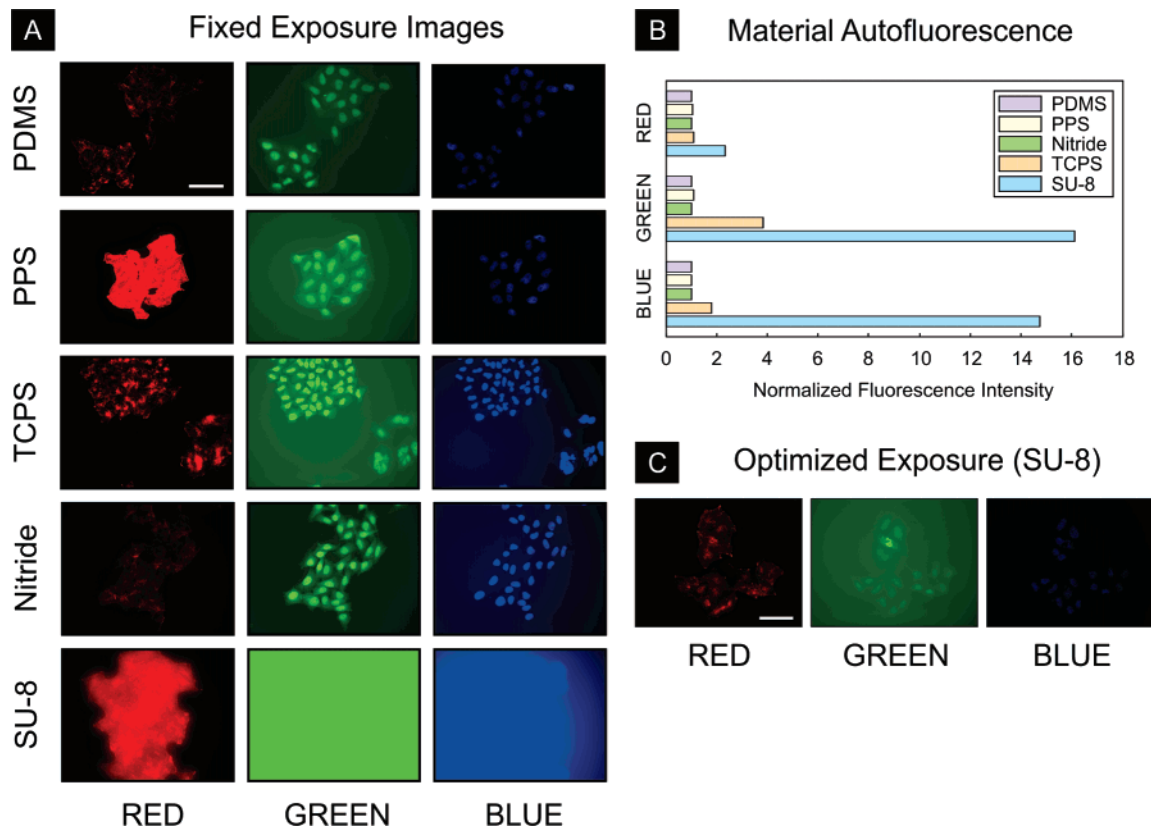 A
Fixed Exposure Images
PDMS
PPS
TCPS
Nitride
SU-8
RED
GREEN
BLUE
B
Material Autofluorescence
RED
GREEN
BLUE
PDMS
PPS
Nitride
TCPS
SU-8
0 2 4 6 8 10 12 14 16 18
Normalized Fluorescence Intensity
C
Optimized Exposure (SU-8)
RED
GREEN
BLUE